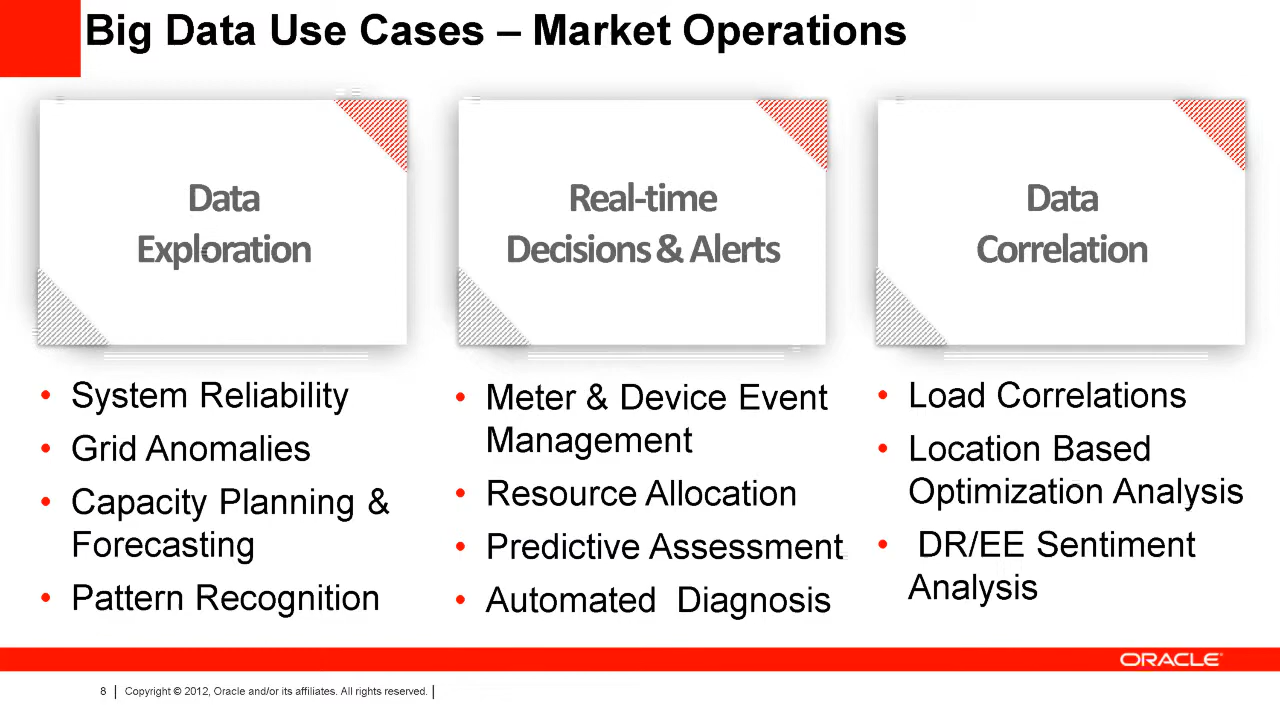 Big Data Use Cases – Market Operations
Data
Exploration
• System Reliability
• Grid Anomalies
• Capacity Planning &
Forecasting
• Pattern Recognition
Real-time
Decisions & Alerts
• Meter & Device Event
Management
• Resource Allocation
• Predictive Assessment
• Automated Diagnosis
Data
Correlation
• Load Correlations
• Location Based
Optimization Analysis
• DR/EE Sentiment
Analysis
ORACLE®
8 | Copyright © 2012, Oracle and/or its affiliates. All rights reserved. |